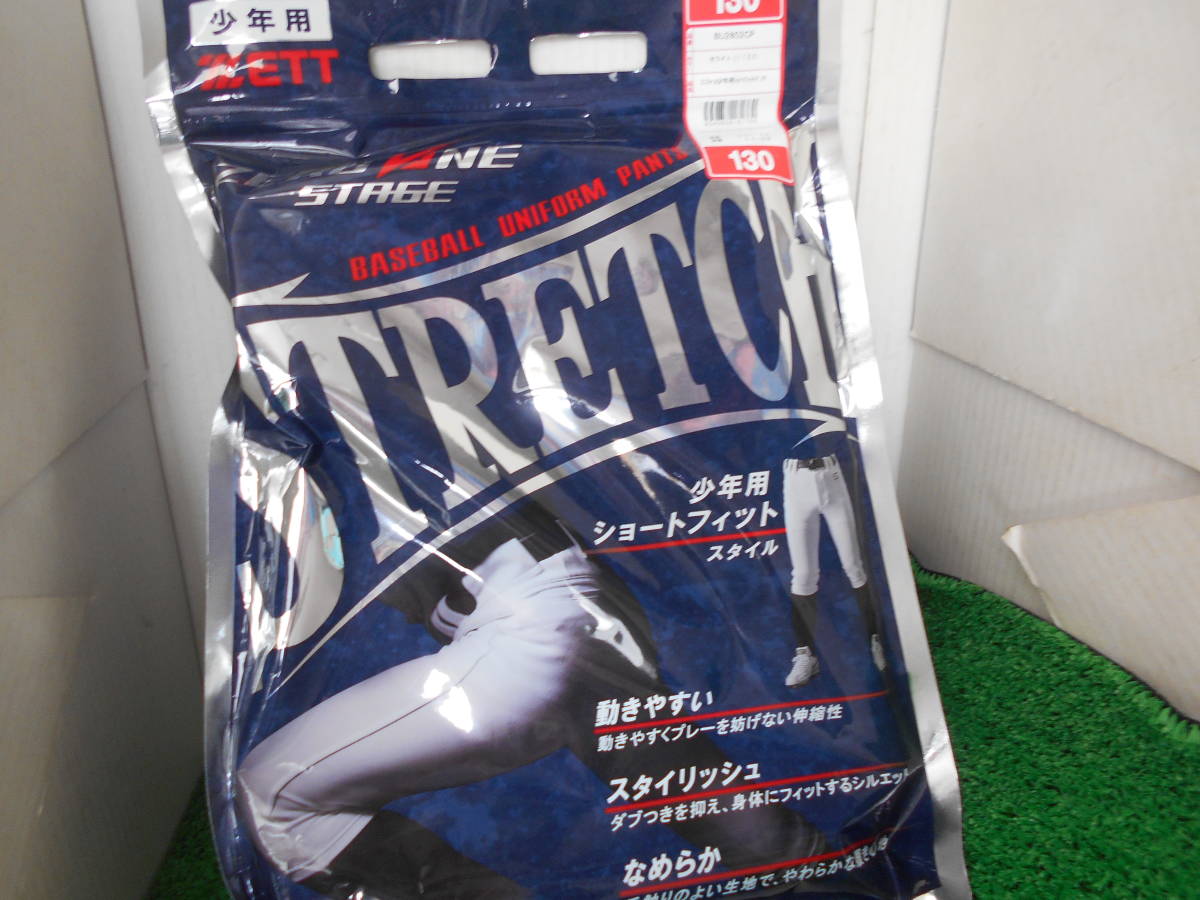 少年用
ZETT
130
BU2802CP
130
STAGE
BASEBALL UNIFORM PANTS
STRETCH
少年用
ショートフィット
スタイル
動きやすい
動きやすくプレーを妨げない伸縮性
スタイリッシュ
ダブつきを抑え、身体にフィットするシルエット
なめらか